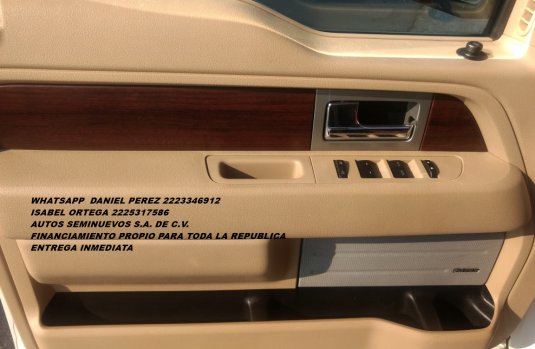 WHATSAPP DANIEL PEREZ 2223346912
ISABEL ORTEGA 2225317586
AUTOS SEMINUEVOS S.A. DE C.V.
FINANCIAMIENTO PROPIO PARA TODA LA REPUBLICA
ENTREGA INMEDIATA